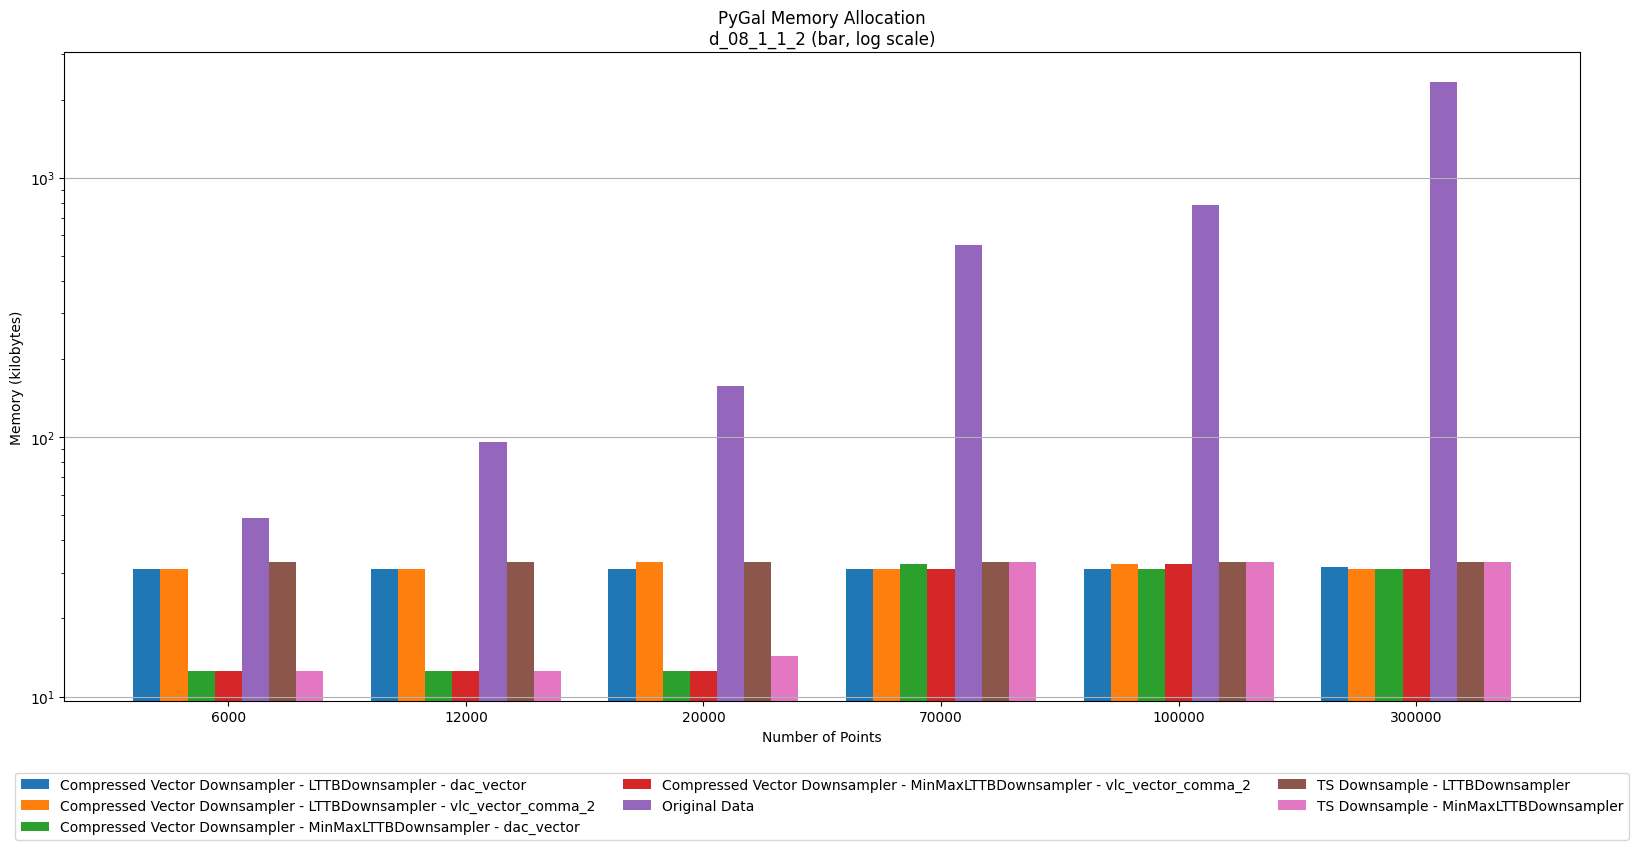 PyGal Memory Allocation
d_08_1_1_2 (bar, log scale)
Memory (kilobytes)
10³
10²
10¹
6000
12000
20000
70000
100000
300000
Number of Points
Compressed Vector Downsampler - LTTBDownsampler - dac_vector
Compressed Vector Downsampler - LTTBDownsampler - vlc_vector_comma_2
Compressed Vector Downsampler - MinMaxLTTBDownsampler - dac_vector
Compressed Vector Downsampler - MinMaxLTTBDownsampler - vlc_vector_comma_2
Original Data
TS Downsample - LTTBDownsampler
TS Downsample - MinMaxLTTBDownsampler